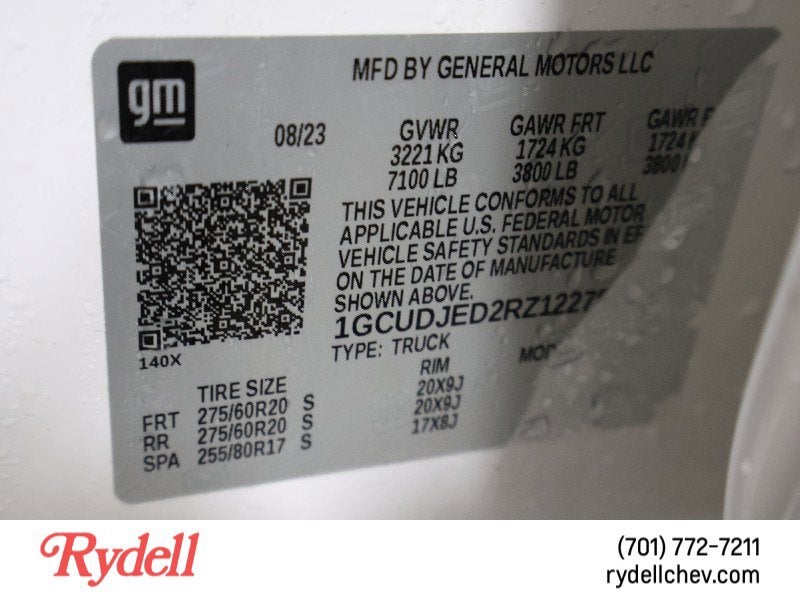 gm
MFD BY GENERAL MOTORS LLC
08/23 GVWR GAWR FRT GAWR
3221 KG 1724 KG 1724
7100 LB 3800 LB 3800
THIS VEHICLE CONFORMS TO ALL
APPLICABLE U.S. FEDERAL MOTOR
VEHICLE SAFETY STANDARDS IN
ON THE DATE OF MANUFACTURE
SHOWN ABOVE.
TYPE: TRUCK
140X
TIRE SIZE RIM
FRT 275/60R20 S 20X9J
RR 275/60R20 S 20X9J
SPA 255/80R17 S 17X8J
Rydell
(701) 772-7211
rydellchev.com